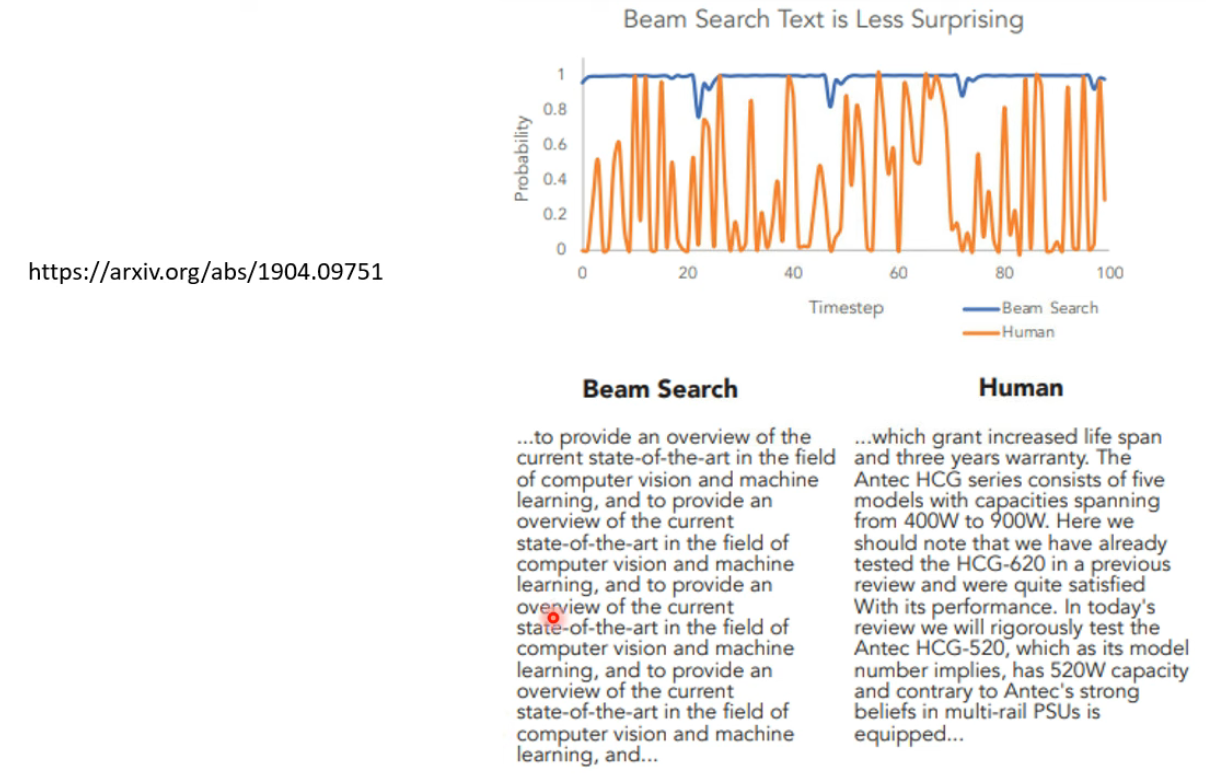 Beam Search Text is Less Surprising
Probability
1
0.8
0.6
0.4
0.2
0
0 20 40 60 80 100
Timestep
Beam Search
Human
https://arxiv.org/abs/1904.09751
Beam Search
...to provide an overview of the
current state-of-the-art in the field
of computer vision and machine
learning, and to provide an
overview of the current
state-of-the-art in the field of
computer vision and machine
learning, and to provide an
overview of the current
state-of-the-art in the field of
computer vision and machine
learning, and to provide an
overview of the current
state-of-the-art in the field of
computer vision and machine
learning, and...
Human
...which grant increased life span
and three years warranty. The
Antec HCG series consists of five
models with capacities spanning
from 400W to 900W. Here we
should note that we have already
tested the HCG-620 in a previous
review and were quite satisfied
With its performance. In today's
review we will rigorously test the
Antec HCG-520, which as its model
number implies, has 520W capacity
and contrary to Antec's strong
beliefs in multi-rail PSUs is
equipped...